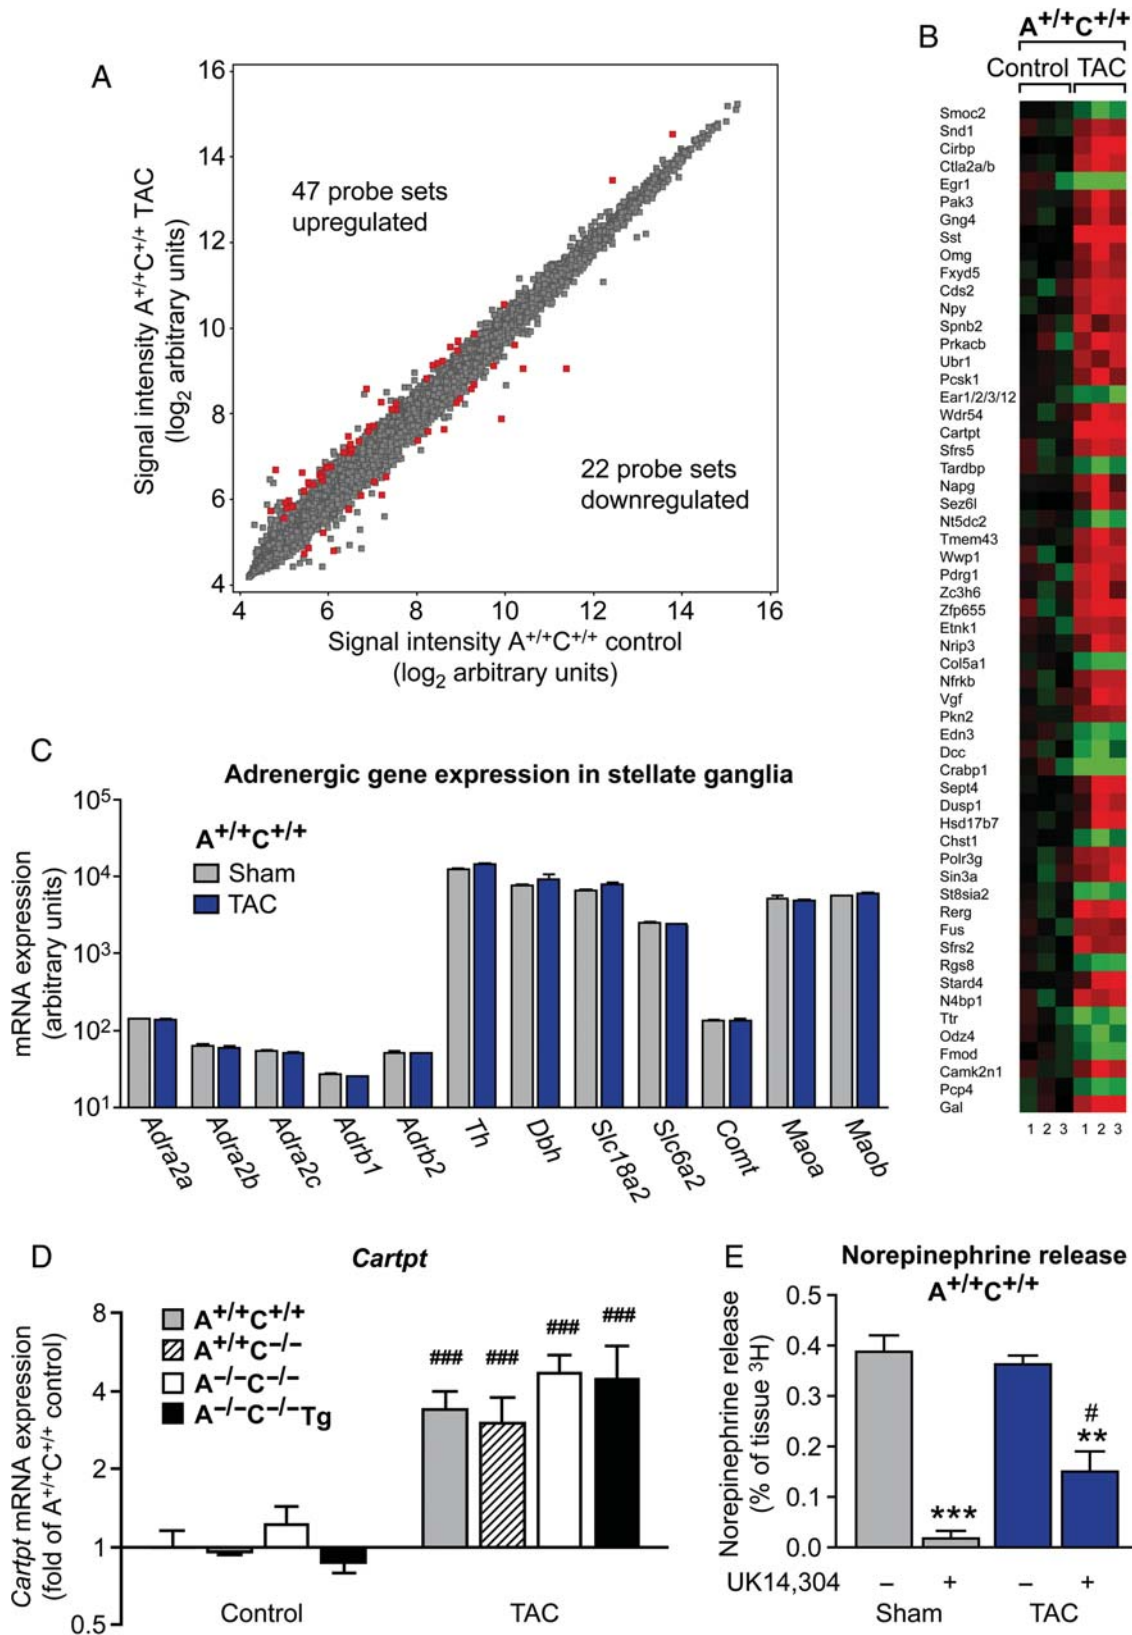 A
16
14
12
10
8
6
4
4 6 8 10 12 14 16
Signal intensity A+/+C+/+ TAC
(log2 arbitrary units)
47 probe sets
upregulated
22 probe sets
downregulated
Signal intensity A+/+C+/+ control
(log2 arbitrary units)
B
A+/+C+/+
Control TAC
Smoc2
Snd1
Cirbp
Ctla2a/b
Egr1
Pak3
Gng4
Sst
Omg
Fxyd5
Cds2
Npy
Spnb2
Prkacb
Ubr1
Pcsk1
Ear1/2/3/12
Wdr54
Cartpt
Sfrs5
Tardbp
Napg
Sez6l
Nt5dc2
Tmem43
Wwp1
Pdrg1
Zc3h6
Zfp655
Etnk1
Nrip3
Col5a1
Nfrkb
Vgf
Pkn2
Edn3
Dcc
Crabp1
Sept4
Dusp1
Hsd17b7
Chst1
Polr3g
Sin3a
St8sia2
Rerg
Fus
Sfrs2
Rgs8
Stard4
N4bp1
Ttr
Odz4
Fmod
Camk2n1
Pcp4
Gal
1 2 3 1 2 3
C
Adrenergic gene expression in stellate ganglia
mRNA expression
(arbitrary units)
10^5
10^4
10^3
10^2
10^1
A+/+C+/+
Sham
TAC
Adra2a
Adra2b
Adra2c
Adrb1
Adrb2
Th
Dbh
Slc18a2
Slc6a2
Comt
Maoa
Maob
D
Cartpt
Cartpt mRNA expression
(fold of A+/+C+/+ control)
8
4
2
1
0.5
A+/+C+/+
A+/+C-/-
A-/-C-/-
A-/-C-/-Tg
### ### ### ###
Control TAC
E
Norepinephrine release
A+/+C+/+
Norepinephrine release
(% of tissue 3H)
0.5
0.4
0.3
0.2
0.1
0.0
***
#
**
UK14,304 – + – +
Sham TAC